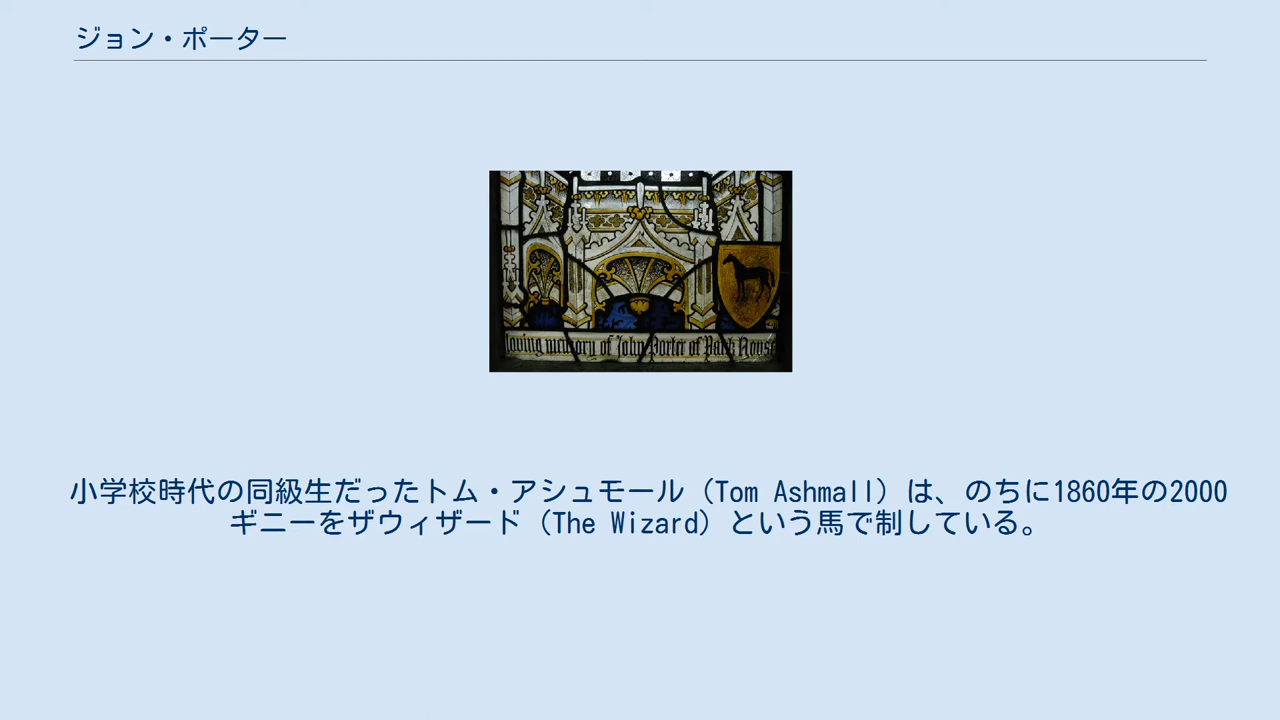 ジョン・ポーター
loving memory of John Porter of Park House
小学校時代の同級生だったトム・アシュモール（Tom Ashmall）は、のちに1860年の2000
ギニーをザウィザード（The Wizard）という馬で制している。